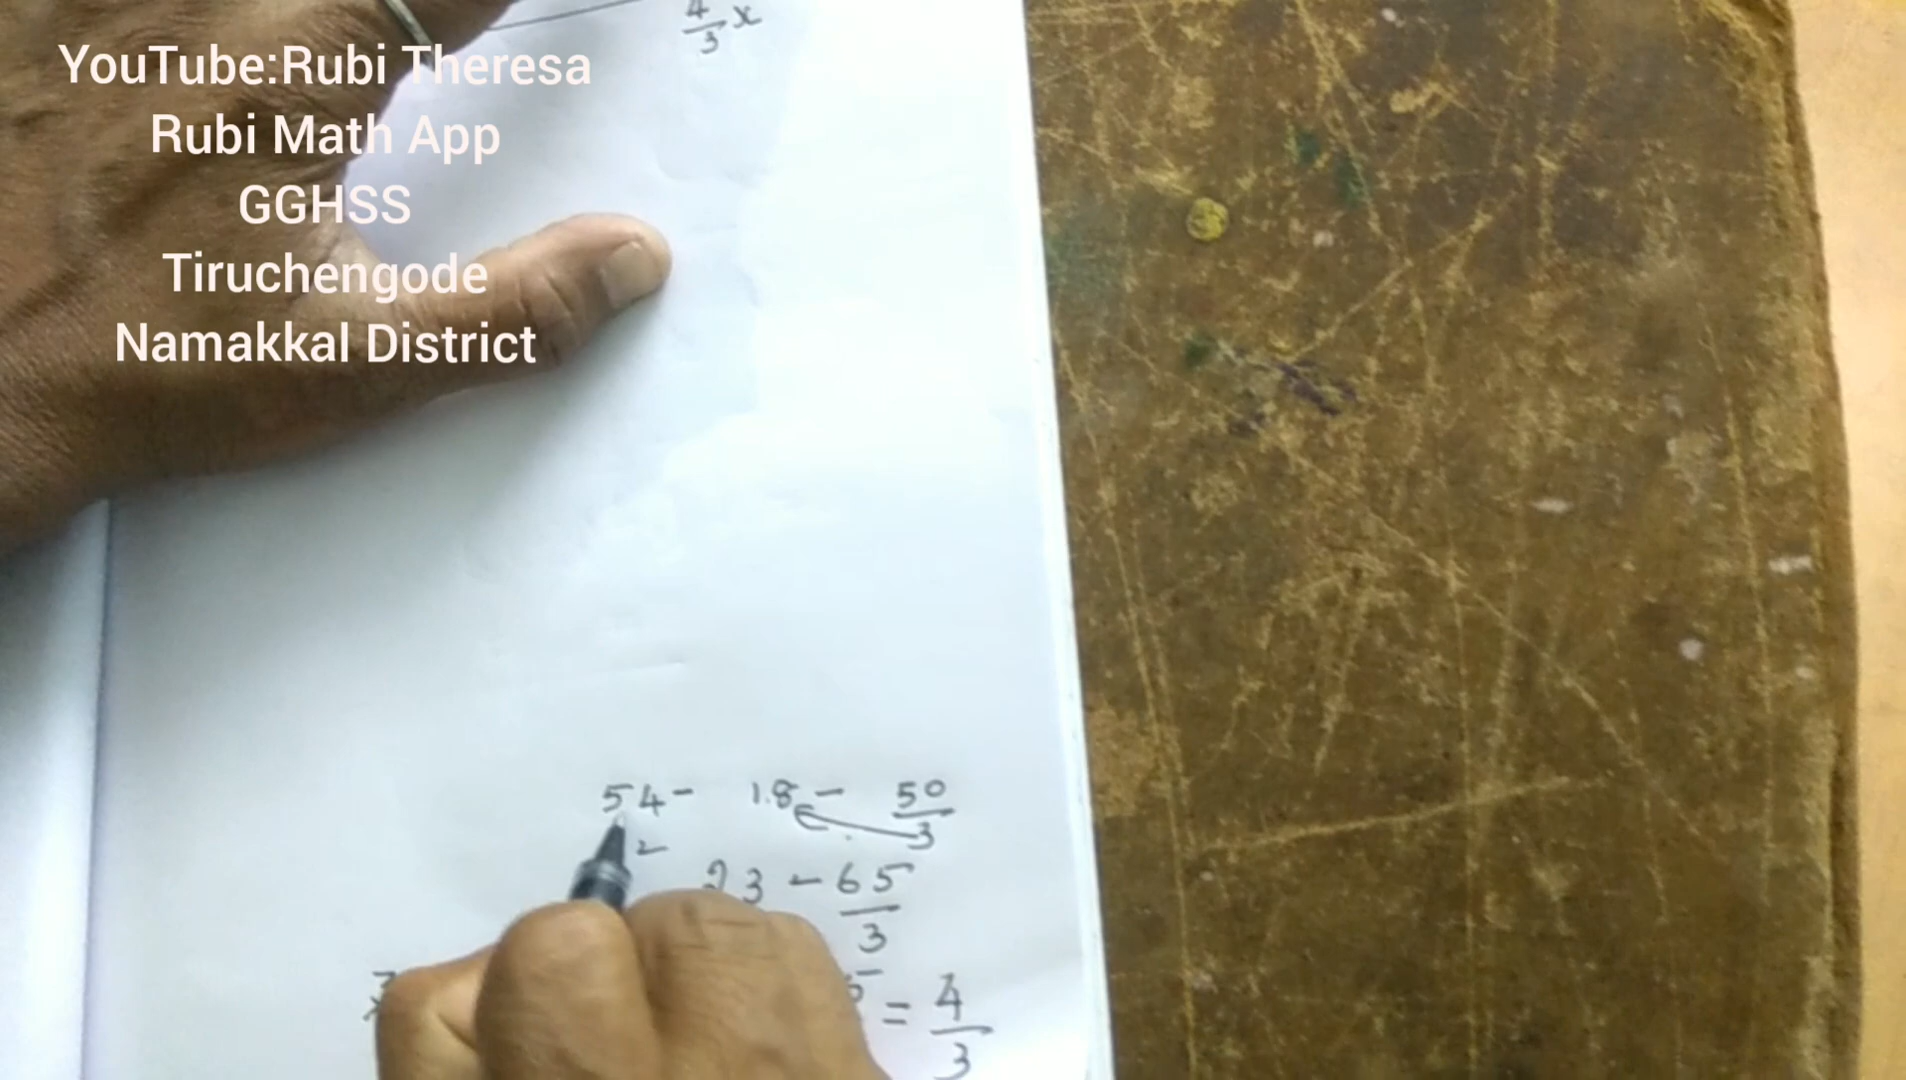 4/3 x
YouTube:Rubi Theresa
Rubi Math App
GGHSS
Tiruchengode
Namakkal District
54 - 18 - 50/3
23 - 65/3
= 4/3